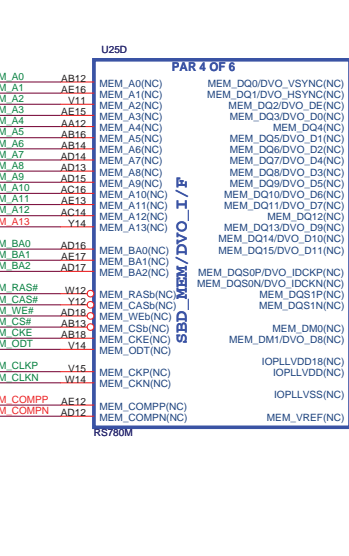 U25D
PAR 4 OF 6
M_A0 AB12 MEM_A0(NC) MEM_DQ0/DVO_VSYNC(NC)
M_A1 AE16 MEM_A1(NC) MEM_DQ1/DVO_HSYNC(NC)
M_A2 V11 MEM_A2(NC) MEM_DQ2/DVO_DE(NC)
M_A3 AE15 MEM_A3(NC) MEM_DQ3/DVO_D0(NC)
M_A4 AA12 MEM_A4(NC) MEM_DQ4(NC)
M_A5 AB16 MEM_A5(NC) MEM_DQ5/DVO_D1(NC)
M_A6 AB14 MEM_A6(NC) MEM_DQ6/DVO_D2(NC)
M_A7 AD14 MEM_A7(NC) MEM_DQ7/DVO_D4(NC)
M_A8 AD13 MEM_A8(NC) MEM_DQ8/DVO_D3(NC)
M_A9 AD15 MEM_A9(NC) MEM_DQ9/DVO_D5(NC)
M_A10 AC16 MEM_A10(NC) MEM_DQ10/DVO_D6(NC)
M_A11 AE13 MEM_A11(NC) MEM_DQ11/DVO_D7(NC)
M_A12 AC14 MEM_A12(NC) MEM_DQ12(NC)
M_A13 Y14 MEM_A13(NC) MEM_DQ13/DVO_D9(NC)
MEM_DQ14/DVO_D10(NC)
M_BA0 AD16 MEM_BA0(NC) MEM_DQ15/DVO_D11(NC)
M_BA1 AE17 MEM_BA1(NC)
M_BA2 AD17 MEM_BA2(NC) MEM_DQS0P/DVO_IDCKP(NC)
MEM_DQS0N/DVO_IDCKN(NC)
M_RAS# W12 MEM_RASb(NC) MEM_DQS1P(NC)
M_CAS# Y12 MEM_CASb(NC) MEM_DQS1N(NC)
M_WE# AD18 MEM_WEb(NC)
M_CS# AB13 MEM_CSb(NC) MEM_DM0(NC)
M_CKE AB18 MEM_CKE(NC) MEM_DM1/DVO_D8(NC)
M_ODT V14 MEM_ODT(NC)
IOPLLVDD18(NC)
M_CLKP V15 MEM_CKP(NC) IOPLLVDD(NC)
M_CLKN W14 MEM_CKN(NC)
IOPLLVSS(NC)
M_COMPP AE12 MEM_COMPP(NC)
M_COMPN AD12 MEM_COMPN(NC) MEM_VREF(NC)
SBD_MEM/DVO_I/F
RS780M